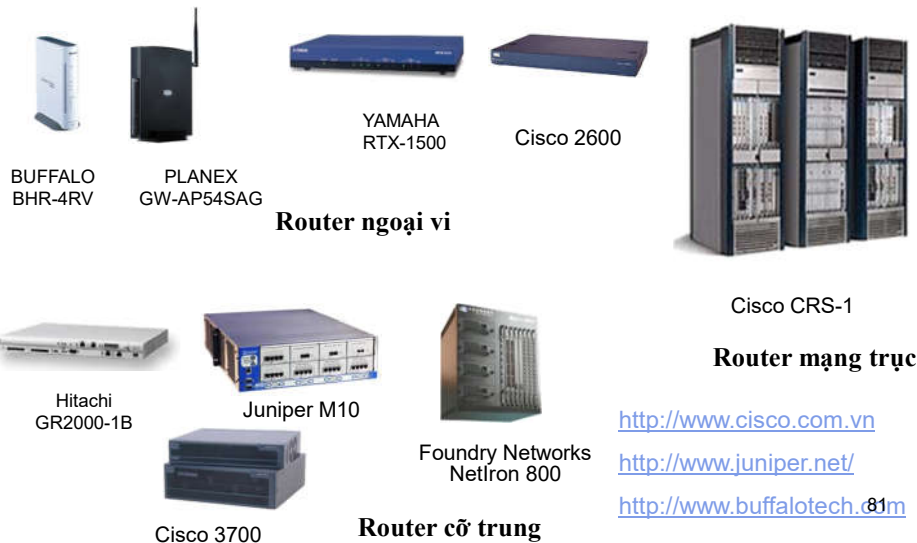 BUFFALO
BHR-4RV
PLANEX
GW-AP54SAG
YAMAHA
RTX-1500
Cisco 2600
Router ngoại vi
Cisco CRS-1
Router mạng trục
Hitachi
GR2000-1B
Juniper M10
Cisco 3700
Foundry Networks
NetIron 800
Router cỡ trung
http://www.cisco.com.vn
http://www.juniper.net/
http://www.buffalotech.com
81